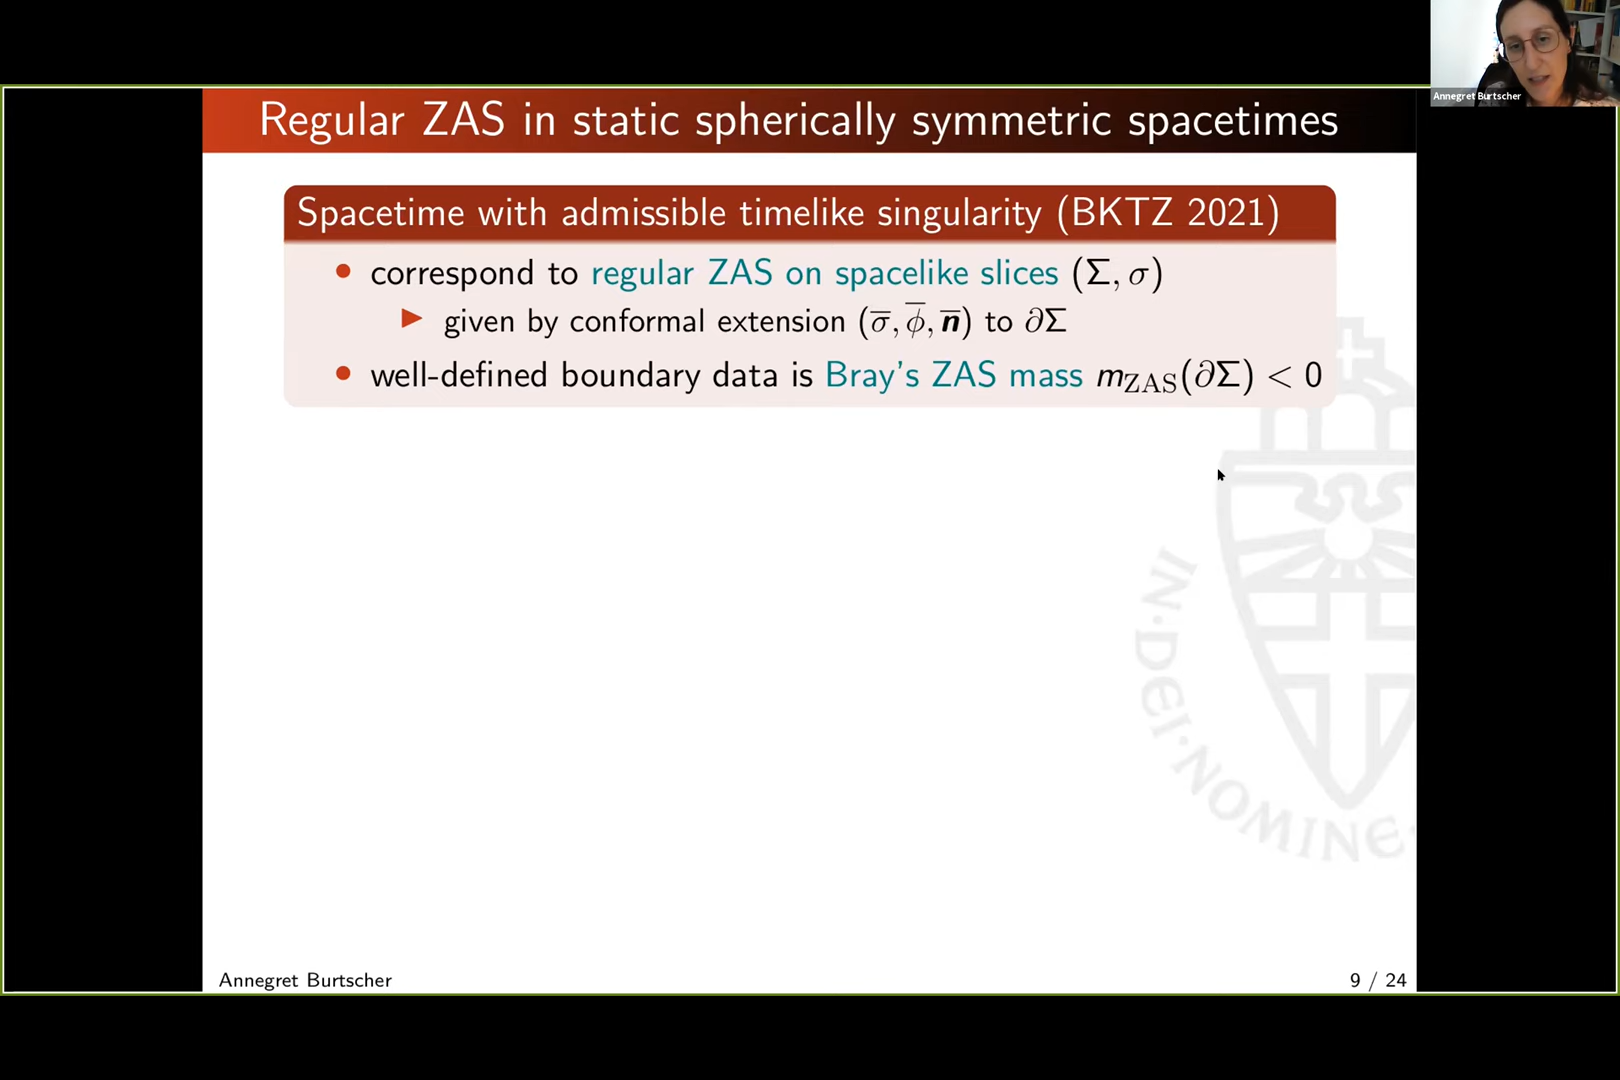 Annegret Burtscher
Regular ZAS in static spherically symmetric spacetimes
Spacetime with admissible timelike singularity (BKTZ 2021)
• correspond to regular ZAS on spacelike slices (Σ, σ)
▶ given by conformal extension (σ̅, ϕ̅, n̅) to ∂Σ
• well-defined boundary data is Bray's ZAS mass m_ZAS(∂Σ) < 0
IN·DEI·NOMINE·
Annegret Burtscher
9 / 24